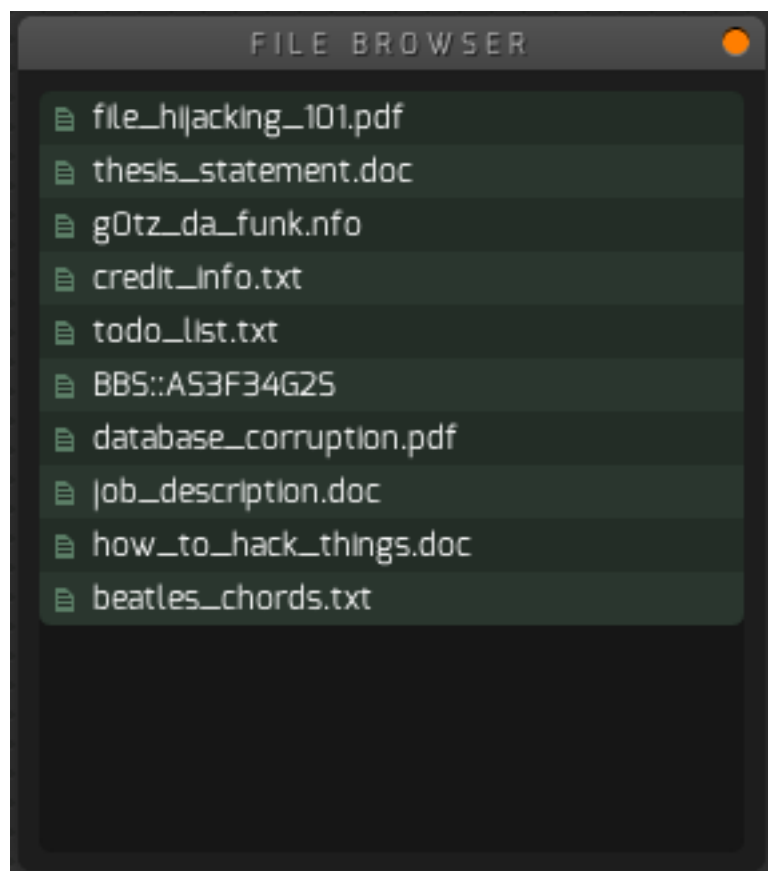 FILE BROWSER
file_hijacking_101.pdf
thesis_statement.doc
g0tz_da_funk.nfo
credit_info.txt
todo_list.txt
BBS::AS3F34G2S
database_corruption.pdf
job_description.doc
how_to_hack_things.doc
beatles_chords.txt